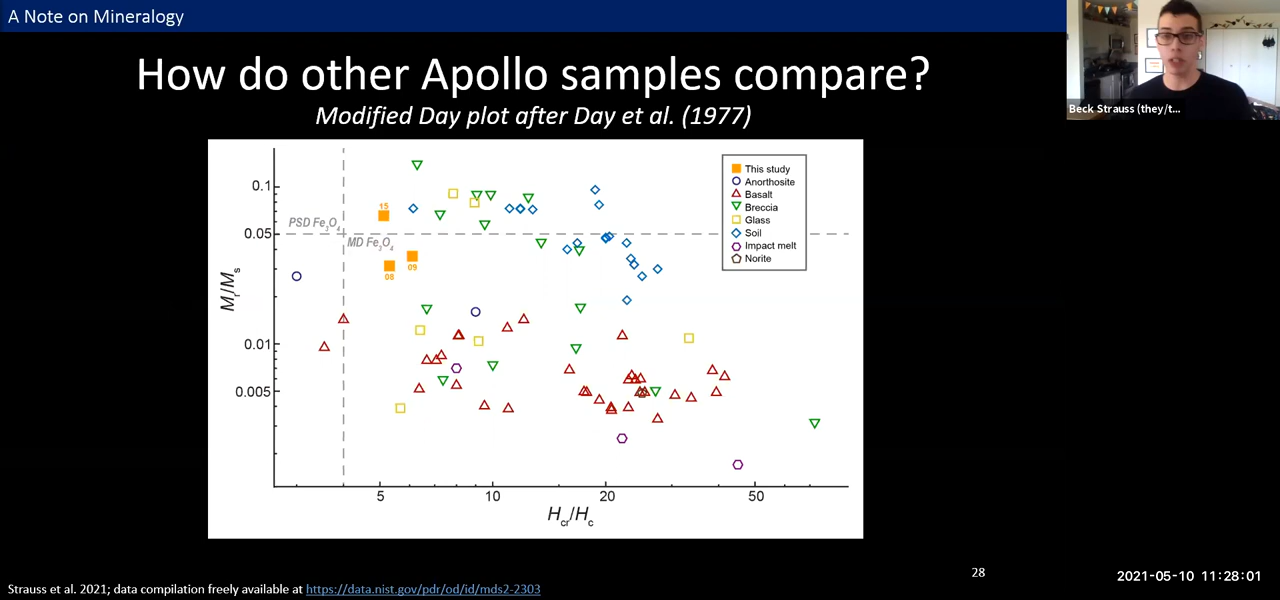 A Note on Mineralogy
How do other Apollo samples compare?
Modified Day plot after Day et al. (1977)
Beck Strauss (they/t...
This study
Anorthosite
Basalt
Breccia
Glass
Soil
Impact melt
Norite
0.1
0.05
0.01
0.005
Mr/Ms
PSD Fe3O4
MD Fe3O4
15
09
08
5
10
20
50
Hcr/Hc
28
2021-05-10 11:28:01
Strauss et al. 2021; data compilation freely available at https://data.nist.gov/pdr/od/id/mds2-2303